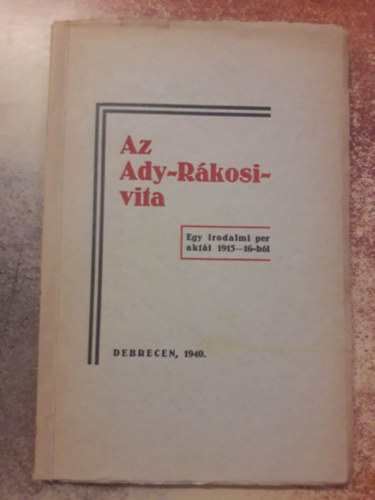 Az
Ady-Rákosi-
vita
Egy irodalmi per
aktái 1915—16-ból
DEBRECEN, 1940.